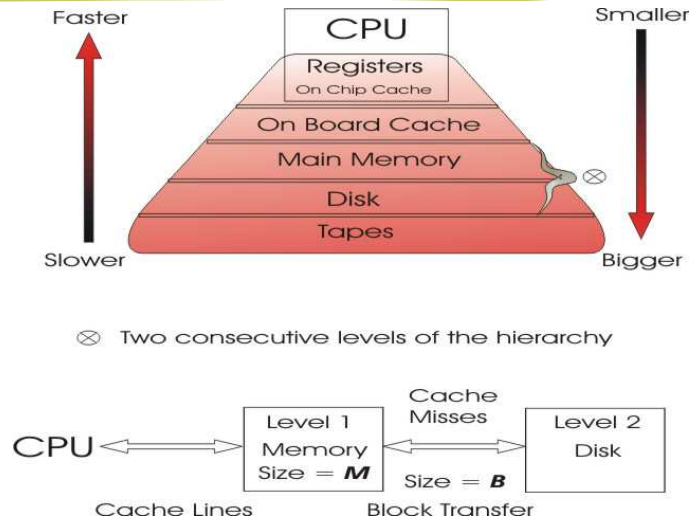 Faster
Smaller
CPU
Registers
On Chip Cache
On Board Cache
Main Memory
Disk
Tapes
Slower
Bigger
⊗ Two consecutive levels of the hierarchy
CPU
Level 1
Memory
Size = M
Cache
Misses
Size = B
Level 2
Disk
Cache Lines
Block Transfer